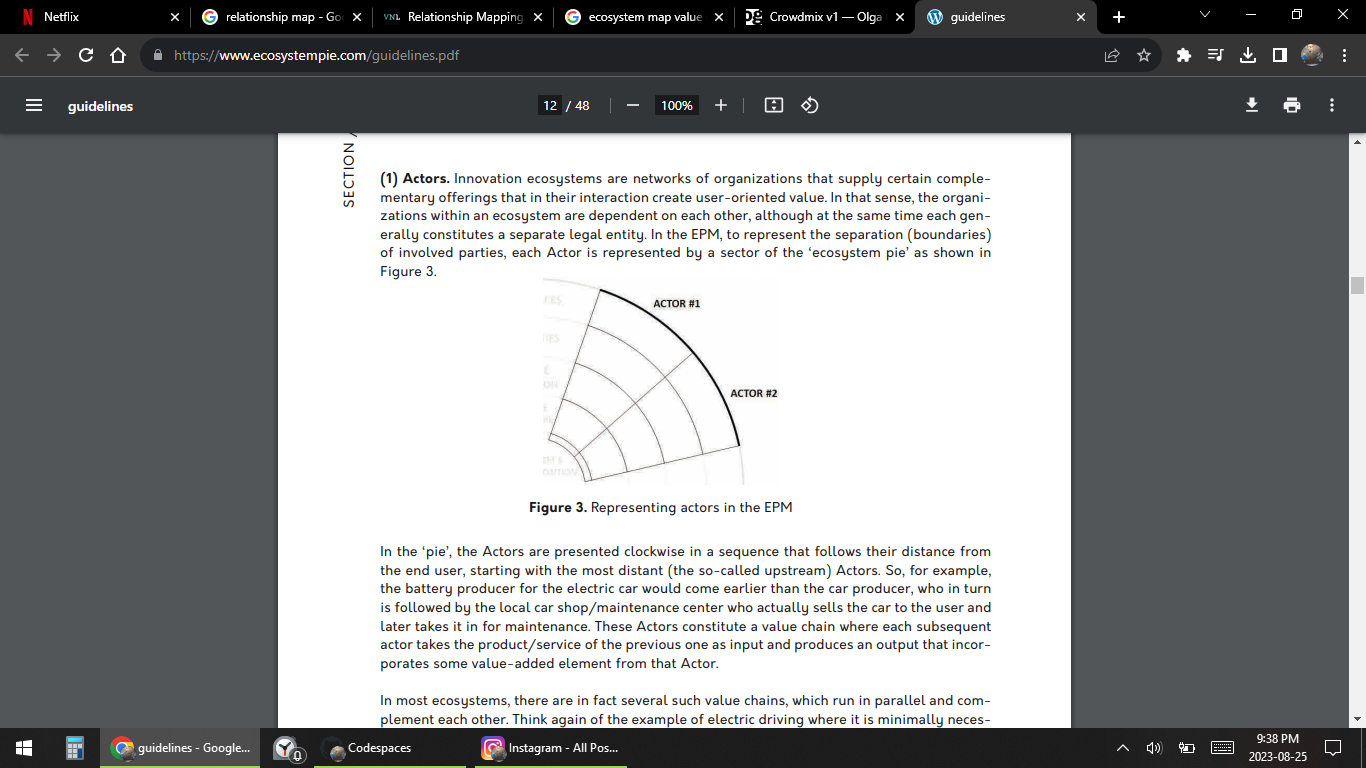 Netflix
relationship map - Go
VNL Relationship Mapping
ecosystem map value
Crowdmix v1 — Olga
guidelines
https://www.ecosystempie.com/guidelines.pdf
guidelines
12 / 48
100%
SECTION
(1) Actors. Innovation ecosystems are networks of organizations that supply certain comple-
mentary offerings that in their interaction create user-oriented value. In that sense, the organi-
zations within an ecosystem are dependent on each other, although at the same time each gen-
erally constitutes a separate legal entity. In the EPM, to represent the separation (boundaries)
of involved parties, each Actor is represented by a sector of the ‘ecosystem pie’ as shown in
Figure 3.
ACTOR #1
ACTOR #2
Figure 3. Representing actors in the EPM
In the ‘pie’, the Actors are presented clockwise in a sequence that follows their distance from
the end user, starting with the most distant (the so-called upstream) Actors. So, for example,
the battery producer for the electric car would come earlier than the car producer, who in turn
is followed by the local car shop/maintenance center who actually sells the car to the user and
later takes it in for maintenance. These Actors constitute a value chain where each subsequent
actor takes the product/service of the previous one as input and produces an output that incor-
porates some value-added element from that Actor.
In most ecosystems, there are in fact several such value chains, which run in parallel and com-
plement each other. Think again of the example of electric driving where it is minimally neces-
guidelines - Google...
Codespaces
Instagram - All Pos...
9:38 PM
2023-08-25